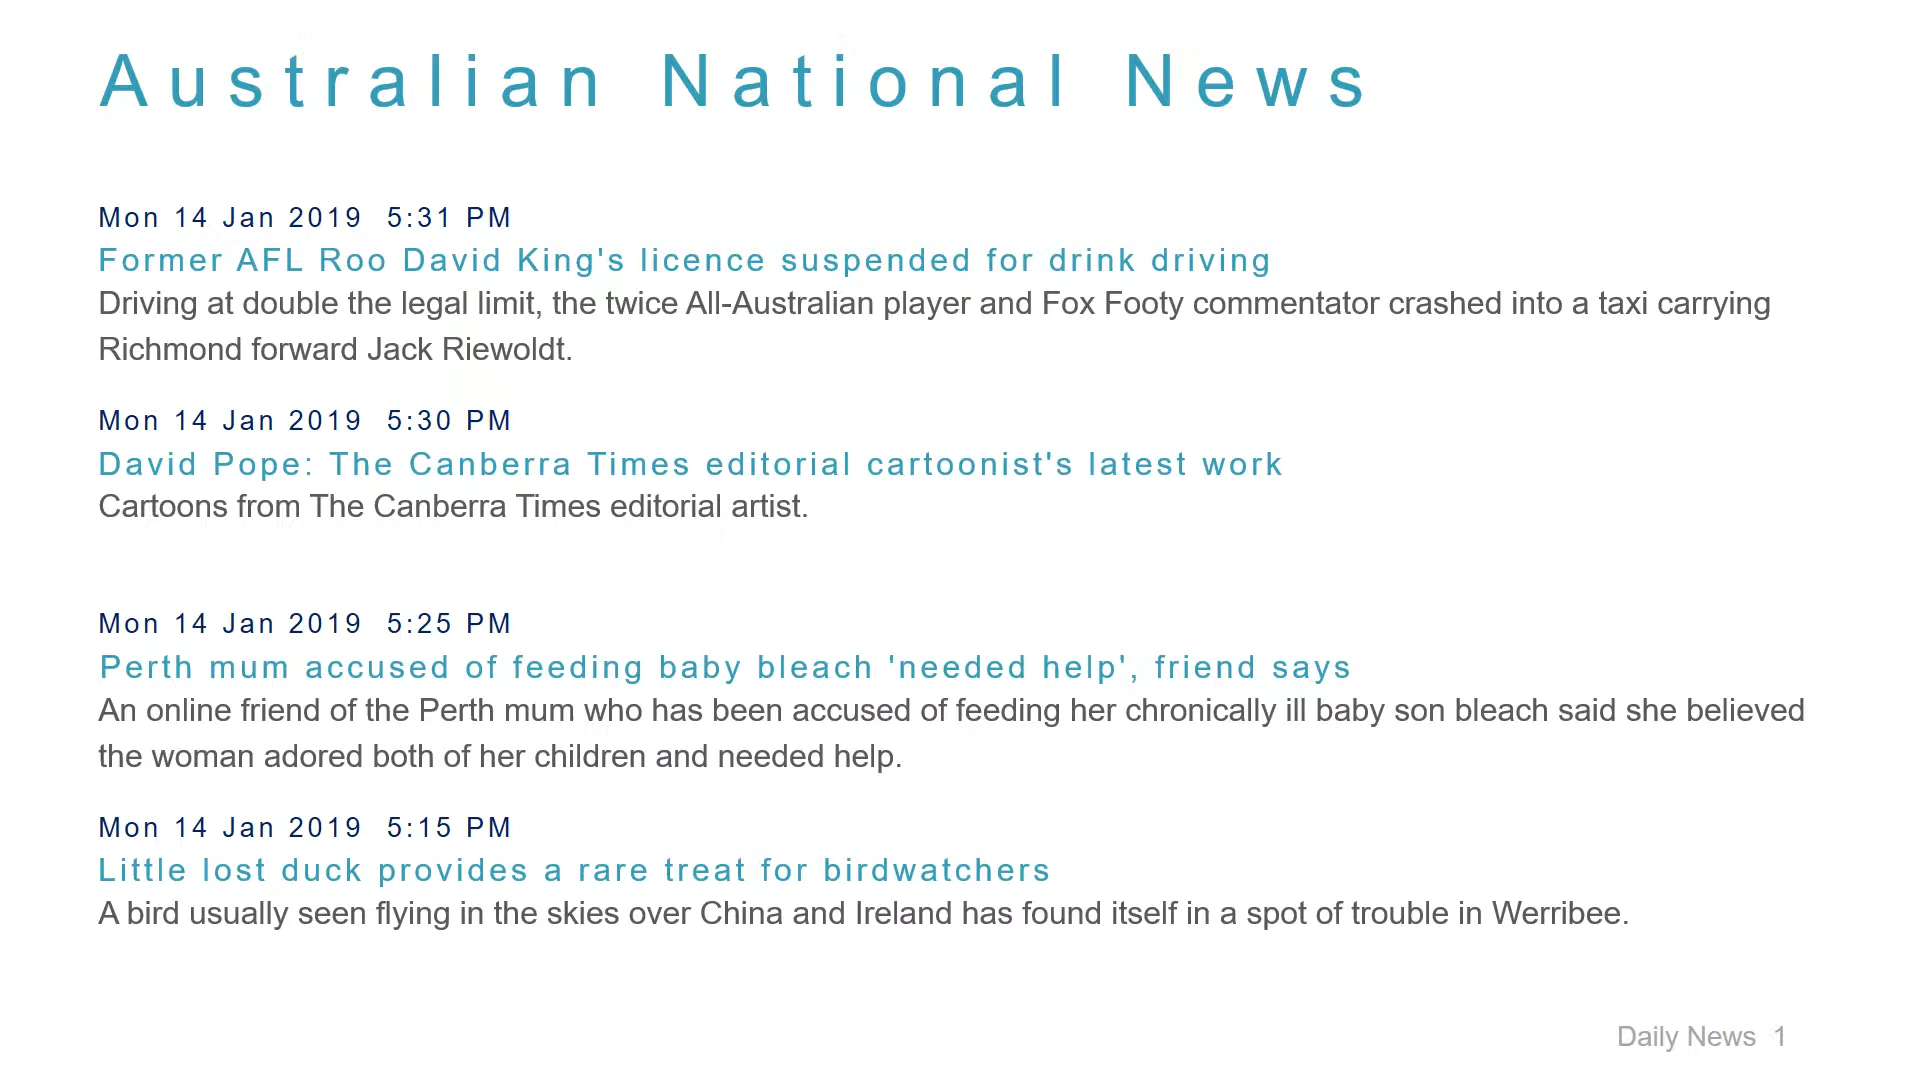 Australian National News
Mon 14 Jan 2019 5:31 PM
Former AFL Roo David King's licence suspended for drink driving
Driving at double the legal limit, the twice All-Australian player and Fox Footy commentator crashed into a taxi carrying
Richmond forward Jack Riewoldt.
Mon 14 Jan 2019 5:30 PM
David Pope: The Canberra Times editorial cartoonist's latest work
Cartoons from The Canberra Times editorial artist.
Mon 14 Jan 2019 5:25 PM
Perth mum accused of feeding baby bleach 'needed help', friend says
An online friend of the Perth mum who has been accused of feeding her chronically ill baby son bleach said she believed
the woman adored both of her children and needed help.
Mon 14 Jan 2019 5:15 PM
Little lost duck provides a rare treat for birdwatchers
A bird usually seen flying in the skies over China and Ireland has found itself in a spot of trouble in Werribee.
Daily News 1